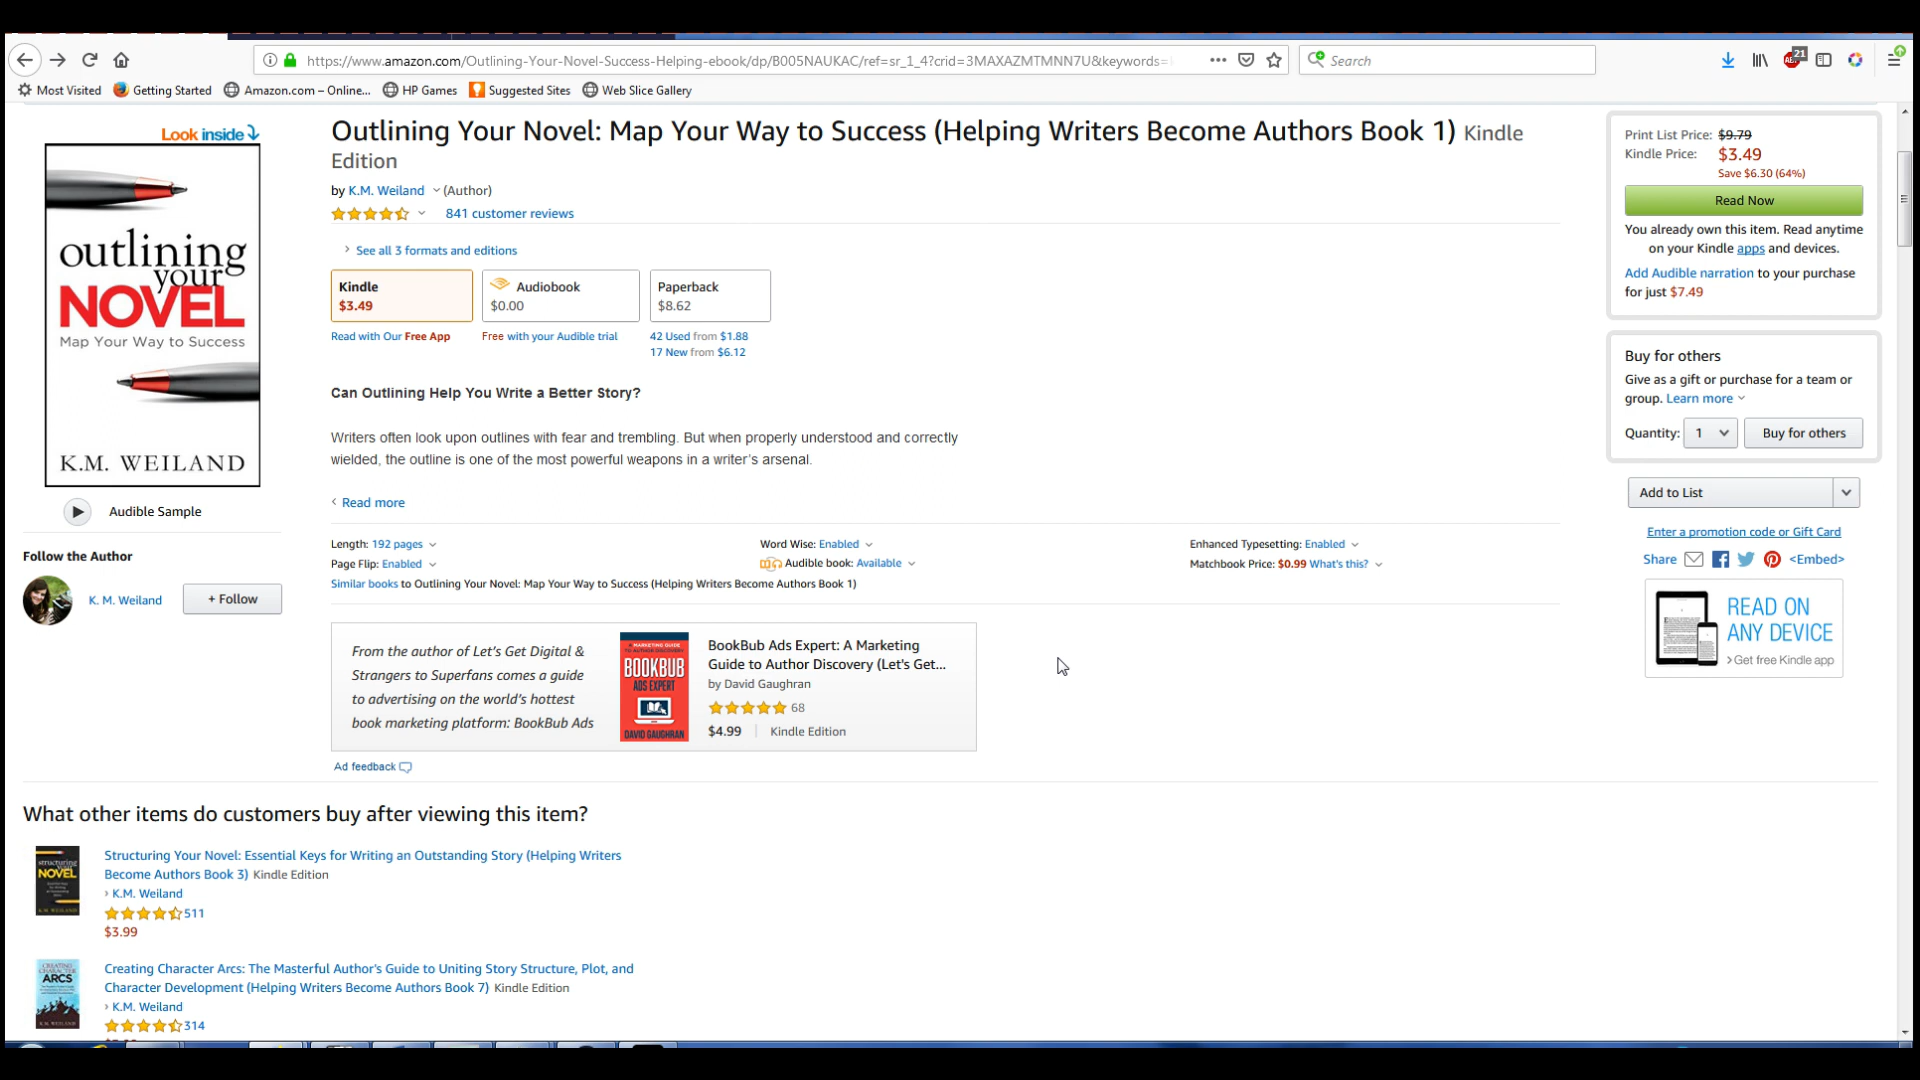 https://www.amazon.com/Outlining-Your-Novel-Success-Helping-ebook/dp/B005NAUKAC/ref=sr_1_4?crid=3MAXAZMTMNN7U&keywords=
Search
21
Most Visited
Getting Started
Amazon.com – Online...
HP Games
Suggested Sites
Web Slice Gallery
Look inside
outlining
your
NOVEL
Map Your Way to Success
K.M. WEILAND
Audible Sample
Follow the Author
K. M. Weiland
+ Follow
Outlining Your Novel: Map Your Way to Success (Helping Writers Become Authors Book 1) Kindle
Edition
by K.M. Weiland (Author)
841 customer reviews
See all 3 formats and editions
Kindle
$3.49
Audiobook
$0.00
Paperback
$8.62
Read with Our Free App
Free with your Audible trial
42 Used from $1.88
17 New from $6.12
Can Outlining Help You Write a Better Story?
Writers often look upon outlines with fear and trembling. But when properly understood and correctly
wielded, the outline is one of the most powerful weapons in a writer's arsenal.
Read more
Length: 192 pages
Word Wise: Enabled
Enhanced Typesetting: Enabled
Page Flip: Enabled
Audible book: Available
Matchbook Price: $0.99 What's this?
Similar books to Outlining Your Novel: Map Your Way to Success (Helping Writers Become Authors Book 1)
From the author of Let's Get Digital &
Strangers to Superfans comes a guide
to advertising on the world's hottest
book marketing platform: BookBub Ads
BOOKBUB
ADS EXPERT
DAVID GAUGHRAN
BookBub Ads Expert: A Marketing
Guide to Author Discovery (Let's Get...
by David Gaughran
68
$4.99
Kindle Edition
Ad feedback
Print List Price: $9.79
Kindle Price: $3.49
Save $6.30 (64%)
Read Now
You already own this item. Read anytime
on your Kindle apps and devices.
Add Audible narration to your purchase
for just $7.49
Buy for others
Give as a gift or purchase for a team or
group. Learn more
Quantity: 1
Buy for others
Add to List
Enter a promotion code or Gift Card
Share
<Embed>
READ ON
ANY DEVICE
Get free Kindle app
What other items do customers buy after viewing this item?
structuring
NOVEL
Structuring Your Novel: Essential Keys for Writing an Outstanding Story (Helping Writers
Become Authors Book 3) Kindle Edition
K.M. Weiland
511
$3.99
CREATING
CHARACTER
ARCS
Creating Character Arcs: The Masterful Author's Guide to Uniting Story Structure, Plot, and
Character Development (Helping Writers Become Authors Book 7) Kindle Edition
K.M. Weiland
314